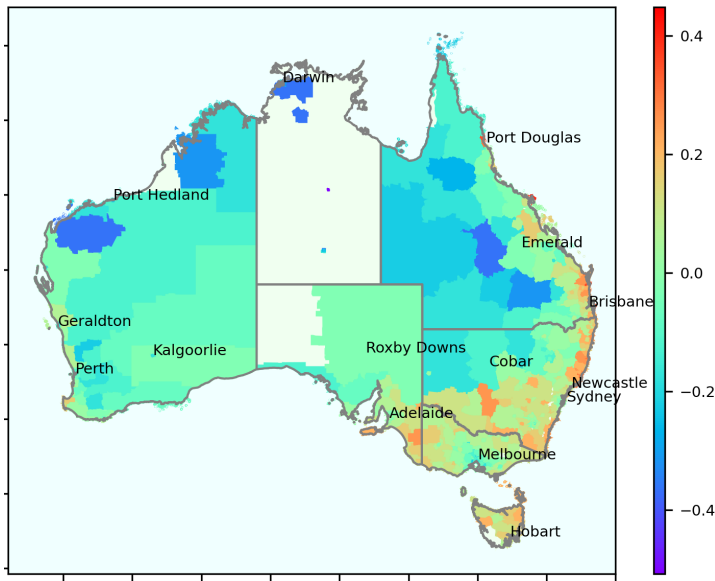 Darwin
0.4
Port Douglas
0.2
Port Hedland
Emerald
0.0
Brisbane
Geraldton
Kalgoorlie
Roxby Downs
Cobar
Perth
Newcastle
−0.2
Sydney
Adelaide
Melbourne
−0.4
Hobart